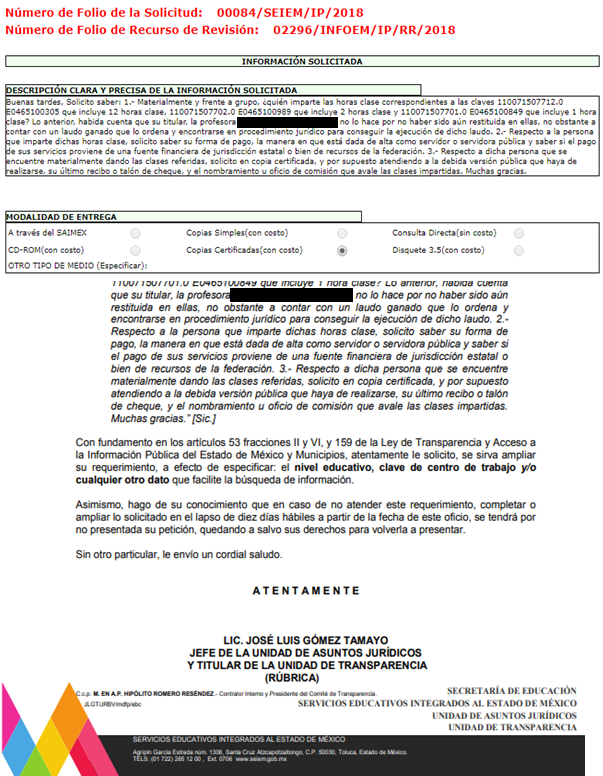 Número de Folio de la Solicitud: 00084/SEIEM/IP/2018
Número de Folio de Recurso de Revisión: 02296/INFOEM/IP/RR/2018
INFORMACIÓN SOLICITADA
DESCRIPCIÓN CLARA Y PRECISA DE LA INFORMACIÓN SOLICITADA
Buenas tardes, Solicito saber: 1.- Materialmente y frente a grupo, ¿quién imparte las horas clase correspondientes a las claves 110071507712.0
E0465100305 que incluye 12 horas clase, 110071507702.0 E0465100989 que incluye 2 horas clase y 110071507701.0 E0465100849 que incluye 1 hora
clase? Lo anterior, habida cuenta que su titular, la profesora no lo hace por no haber sido aún restituida en ellas, no obstante a
contar con un laudo ganado que lo ordena y encontrarse en procedimiento jurídico para conseguir la ejecución de dicho laudo. 2.- Respecto a la persona
que imparte dichas horas clase, solicito saber su forma de pago, la manera en que está dada de alta como servidor o servidora pública y saber si el pago
de sus servicios proviene de una fuente financiera de jurisdicción estatal o bien de recursos de la federación. 3.- Respecto a dicha persona que se
encuentre materialmente dando las clases referidas, solicito en copia certificada, y por supuesto atendiendo a la debida versión pública que haya de
realizarse, su último recibo o talón de cheque, y el nombramiento u oficio de comisión que avale las clases impartidas. Muchas gracias.
MODALIDAD DE ENTREGA
A través del SAIMEX Copias Simples(con costo) Consulta Directa(sin costo)
CD-ROM(con costo) Copias Certificadas(con costo) Disquete 3.5(con costo)
OTRO TIPO DE MEDIO (Especificar):
110071507701.0 E0465100849 que incluye 1 hora clase? Lo anterior, habida cuenta
que su titular, la profesora no lo hace por no haber sido aún
restituida en ellas, no obstante a contar con un laudo ganado que lo ordena y
encontrarse en procedimiento jurídico para conseguir la ejecución de dicho laudo. 2.-
Respecto a la persona que imparte dichas horas clase, solicito saber su forma de
pago, la manera en que está dada de alta como servidor o servidora pública y saber si
el pago de sus servicios proviene de una fuente financiera de jurisdicción estatal o
bien de recursos de la federación. 3.- Respecto a dicha persona que se encuentre
materialmente dando las clases referidas, solicito en copia certificada, y por supuesto
atendiendo a la debida versión pública que haya de realizarse, su último recibo o talón
de cheque, y el nombramiento u oficio de comisión que avale las clases impartidas.
Muchas gracias.” [Sic.]
Con fundamento en los artículos 53 fracciones II y VI, y 159 de la Ley de Transparencia y Acceso a
la Información Pública del Estado de México y Municipios, atentamente le solicito, se sirva ampliar
su requerimiento, a efecto de especificar: el nivel educativo, clave de centro de trabajo y/o
cualquier otro dato que facilite la búsqueda de información.
Asimismo, hago de su conocimiento que en caso de no atender este requerimiento, completar o
ampliar lo solicitado en el lapso de diez días hábiles a partir de la fecha de este oficio, se tendrá por
no presentada su petición, quedando a salvo sus derechos para volverla a presentar.
Sin otro particular, le envío un cordial saludo.
A T E N T A M E N T E
LIC. JOSÉ LUIS GÓMEZ TAMAYO
JEFE DE LA UNIDAD DE ASUNTOS JURÍDICOS
Y TITULAR DE LA UNIDAD DE TRANSPARENCIA
(RÚBRICA)
C.c.p. M. EN A.P. HIPÓLITO ROMERO RESÉNDIZ - Contralor Interno y Presidente del Comité de Transparencia.
JLGT/JRBV/mdfp/ebc
SECRETARÍA DE EDUCACIÓN
SERVICIOS EDUCATIVOS INTEGRADOS AL ESTADO DE MÉXICO
UNIDAD DE ASUNTOS JURÍDICOS
UNIDAD DE TRANSPARENCIA
SERVICIOS EDUCATIVOS INTEGRADOS AL ESTADO DE MÉXICO
Agripín García Estrada núm. 1306, Santa Cruz Atzcapotzaltongo, C.P. 50030, Toluca, Estado de México.
TELS: (01 722) 265 12 00 , Ext. 0706 www.seiem.gob.mx